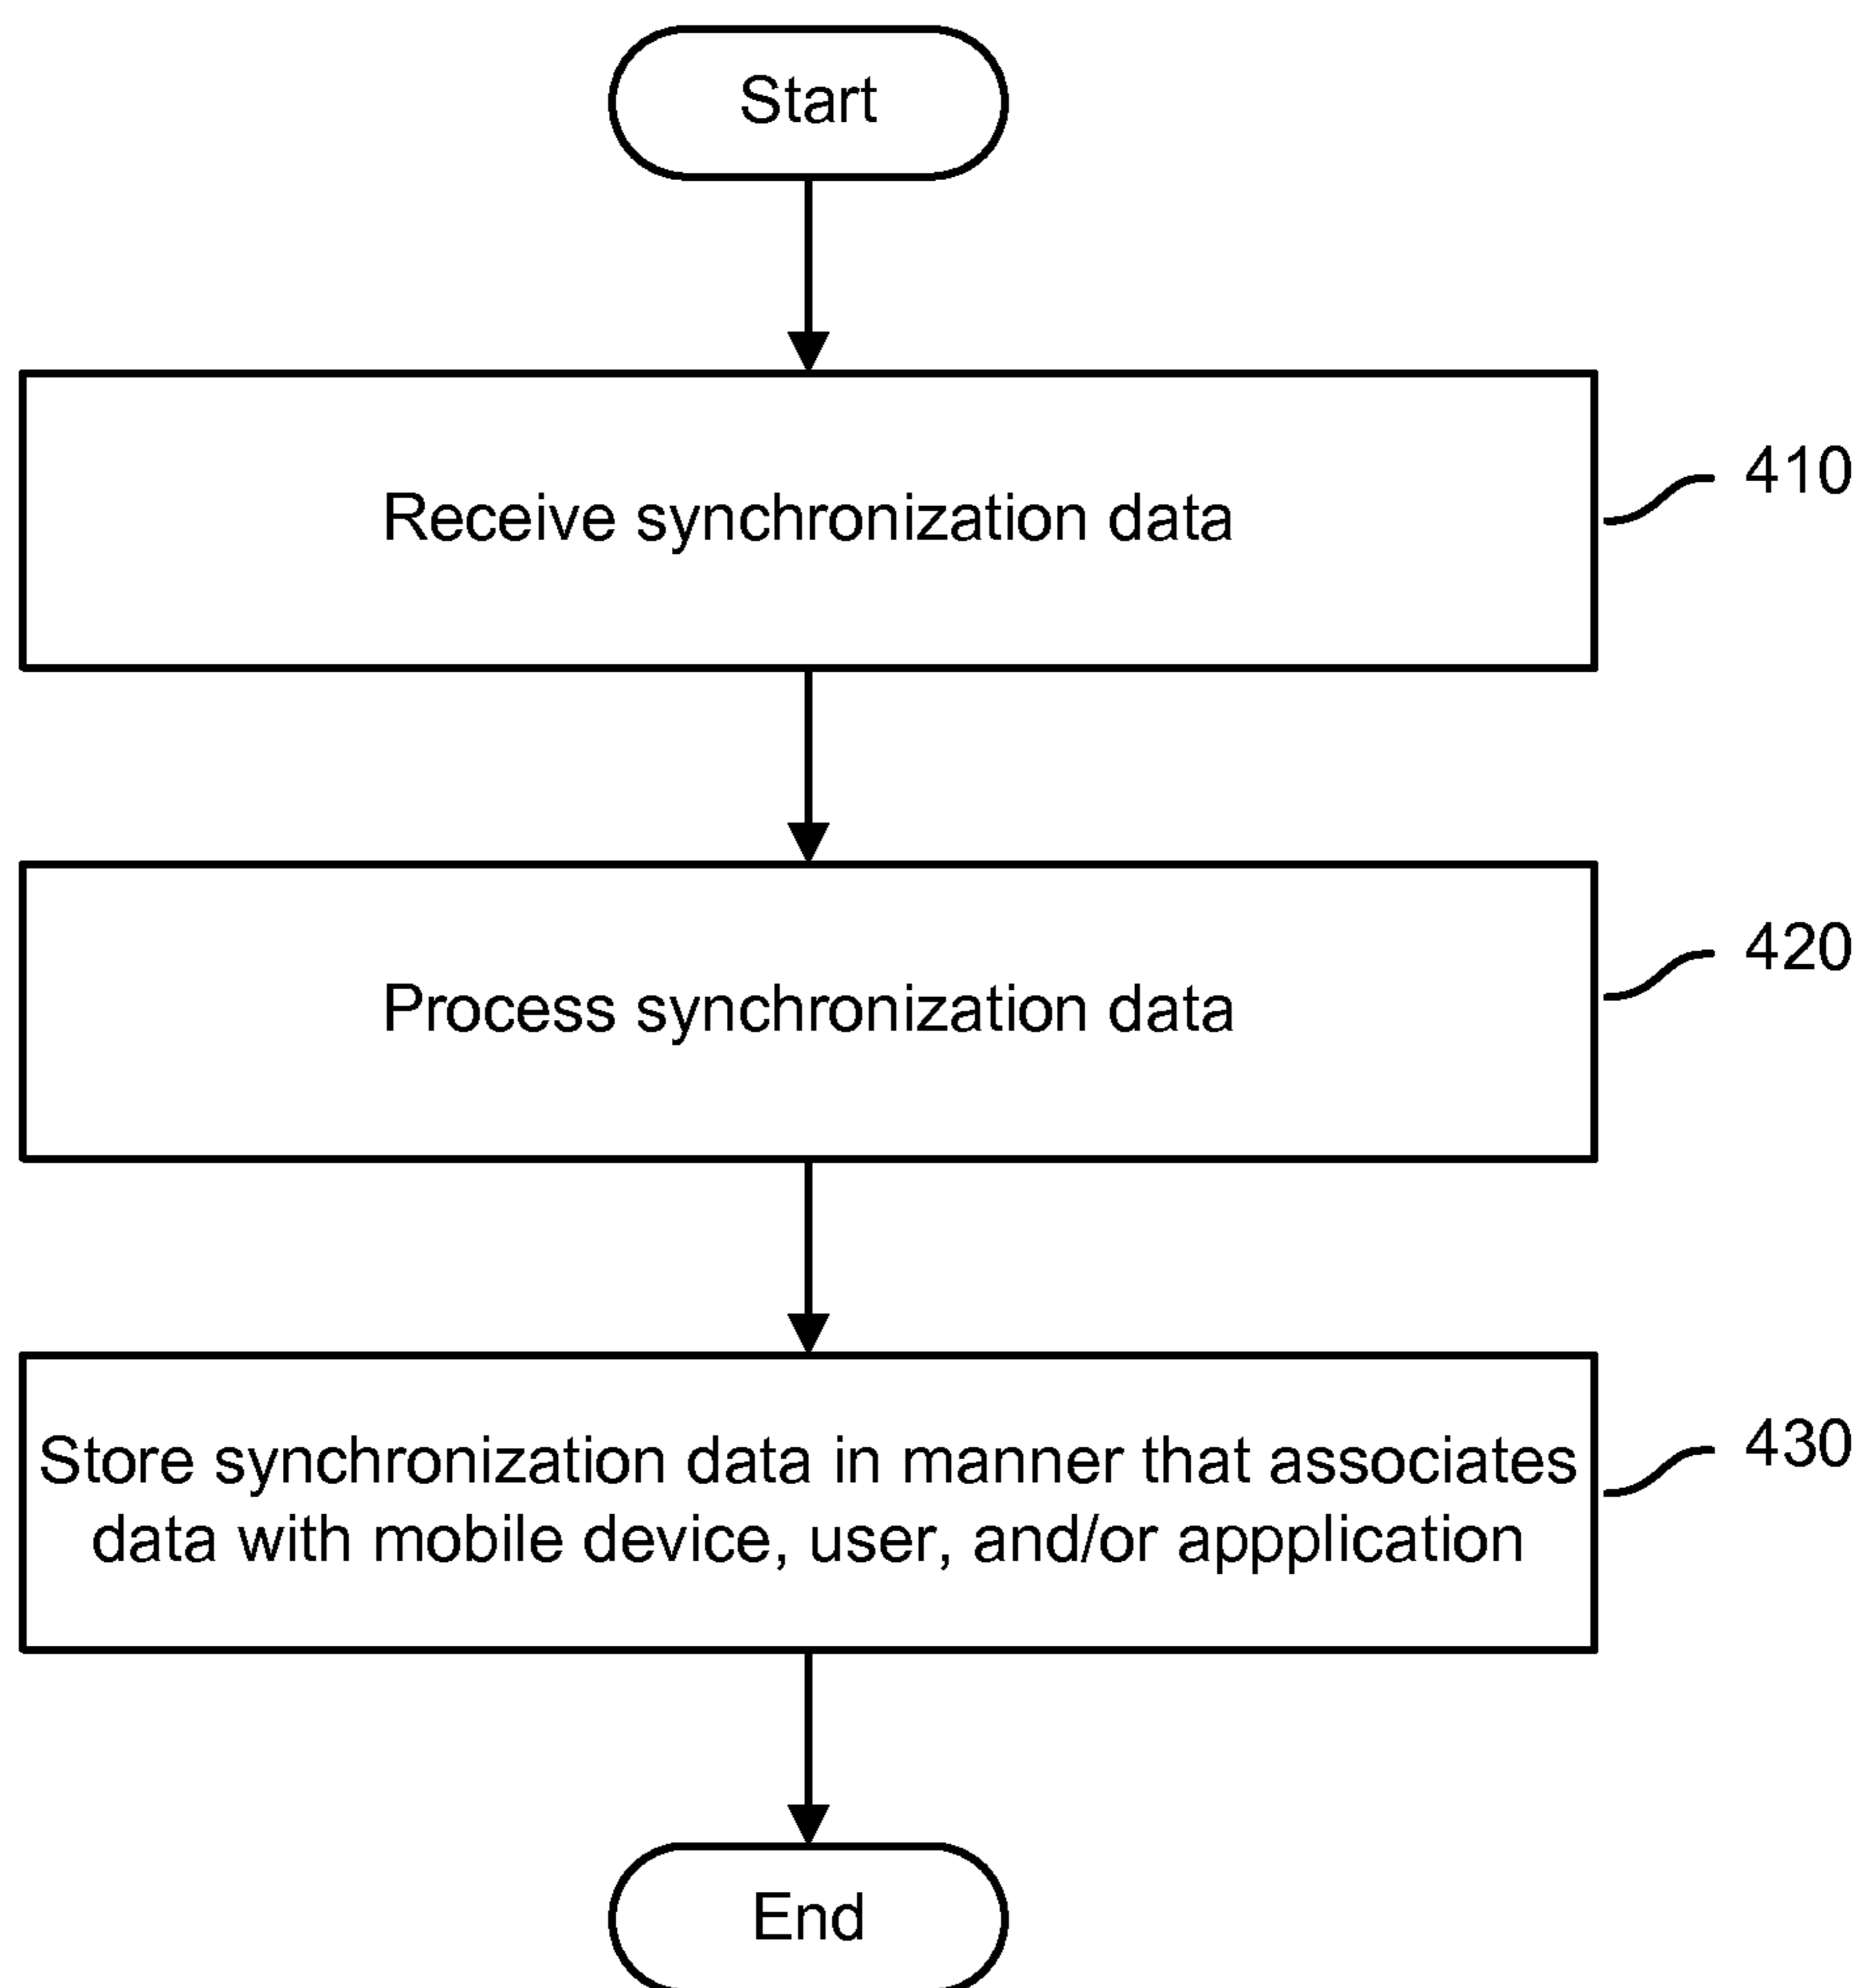 Start
Receive synchronization data
410
Process synchronization data
420
Store synchronization data in manner that associates
data with mobile device, user, and/or appplication
430
End